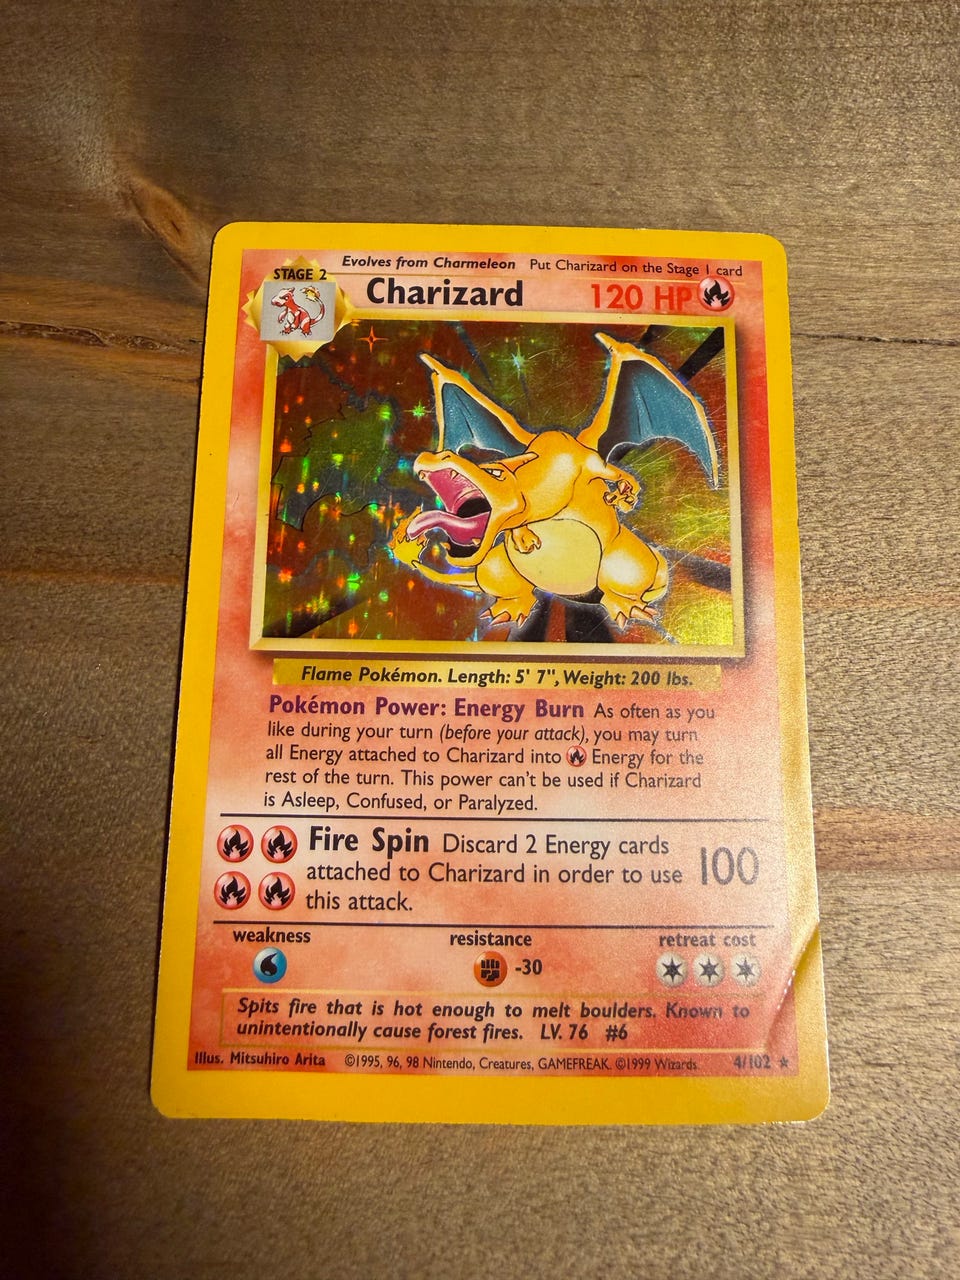 Evolves from Charmeleon Put Charizard on the Stage 1 card
STAGE 2
Charizard 120 HP
Flame Pokémon. Length: 5' 7", Weight: 200 lbs.
Pokémon Power: Energy Burn As often as you
like during your turn (before your attack), you may turn
all Energy attached to Charizard into Energy for the
rest of the turn. This power can't be used if Charizard
is Asleep, Confused, or Paralyzed.
Fire Spin Discard 2 Energy cards
attached to Charizard in order to use 100
this attack.
weakness resistance retreat cost
-30
Spits fire that is hot enough to melt boulders. Known to
unintentionally cause forest fires. LV. 76 #6
Illus. Mitsuhiro Arita ©1995, 96, 98 Nintendo, Creatures, GAMEFREAK. ©1999 Wizards. 4/102 ★